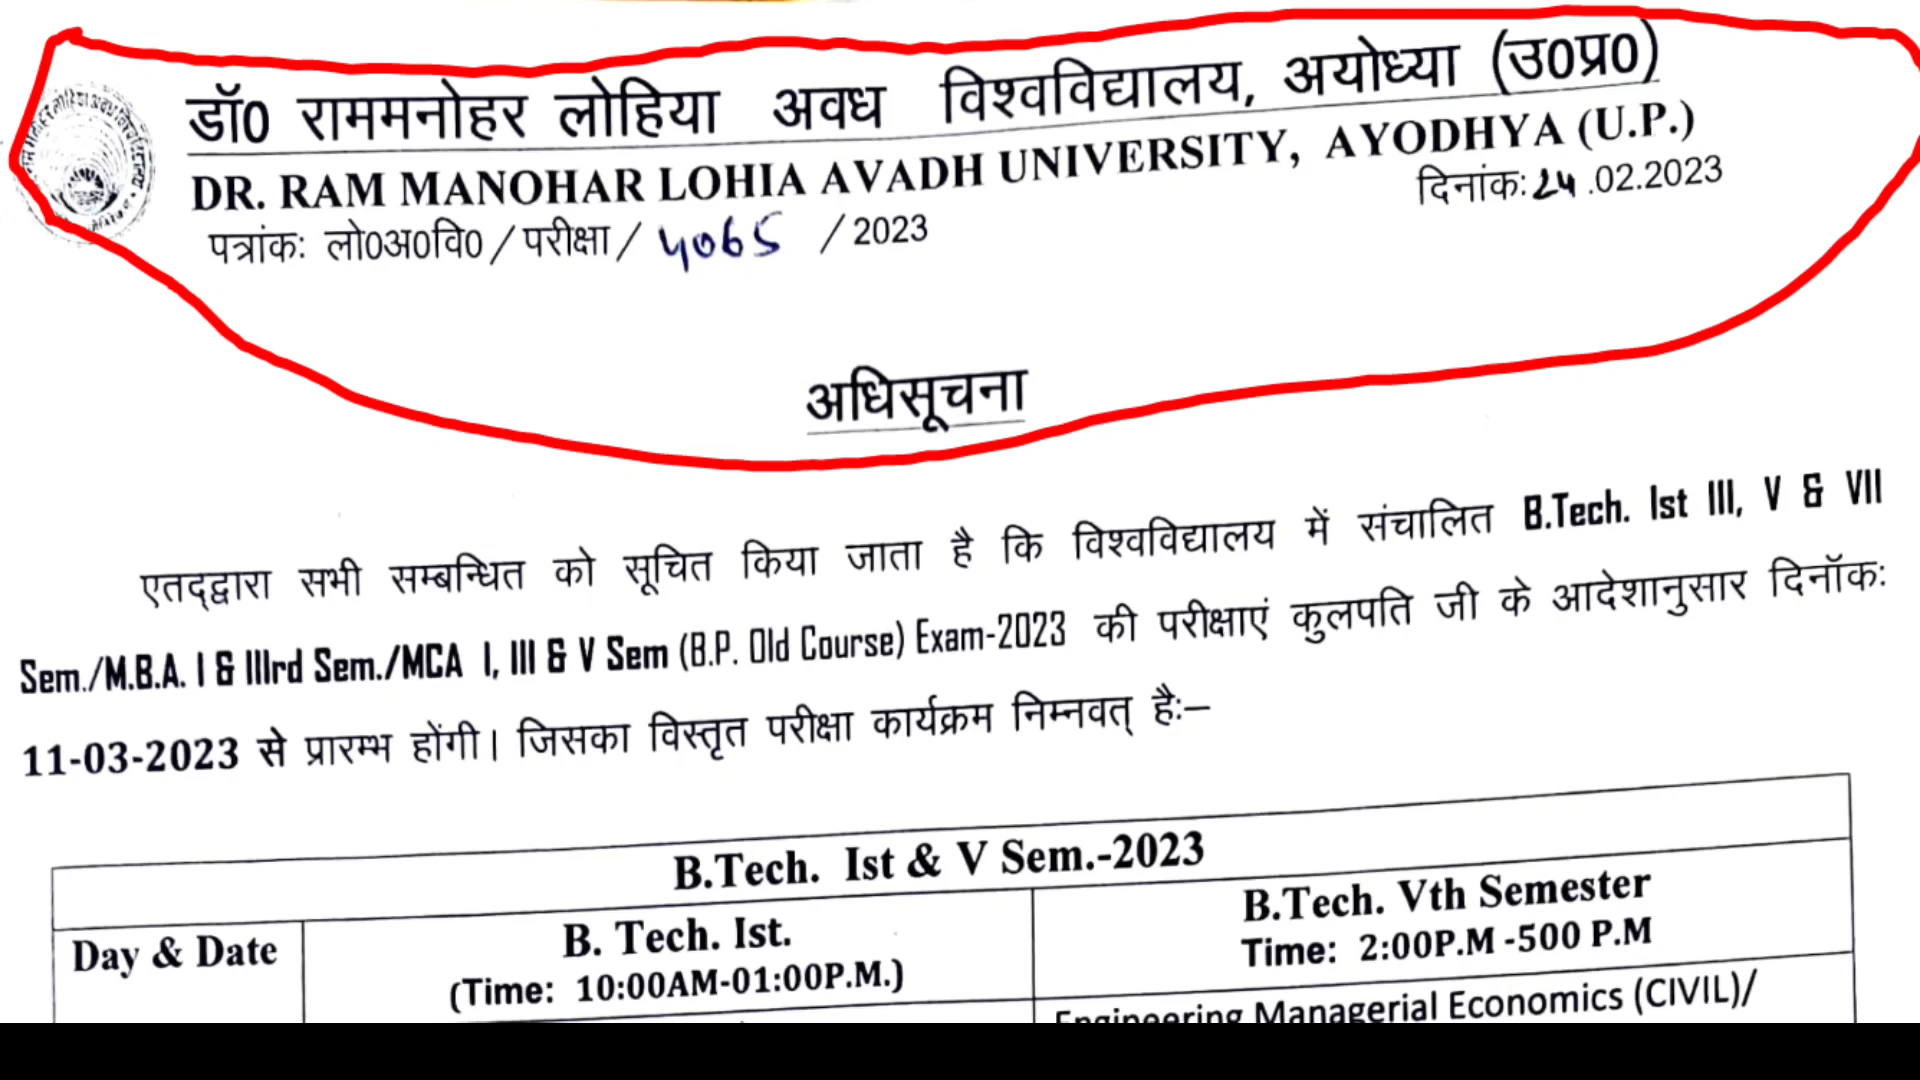 डॉ0 राममनोहर लोहिया अवध विश्वविद्यालय, अयोध्या (उ0प्र0)
DR. RAM MANOHAR LOHIA AVADH UNIVERSITY, AYODHYA (U.P.)
पत्रांकः लो0अ0वि0 / परीक्षा / 4065 / 2023
दिनांकः 24 .02.2023
अधिसूचना
एतद्द्वारा सभी सम्बन्धित को सूचित किया जाता है कि विश्वविद्यालय में संचालित B.Tech. Ist III, V & VII
Sem./M.B.A. I & IIIrd Sem./MCA I, III & V Sem (B.P. Old Course) Exam-2023 की परीक्षाएं कुलपति जी के आदेशानुसार दिनॉकः
11-03-2023 से प्रारम्भ होंगी। जिसका विस्तृत परीक्षा कार्यक्रम निम्नवत् हैः–
B.Tech. Ist & V Sem.-2023
Day & Date
B. Tech. Ist.
(Time: 10:00AM-01:00P.M.)
B.Tech. Vth Semester
Time: 2:00P.M -500 P.M
Engineering Managerial Economics (CIVIL)/